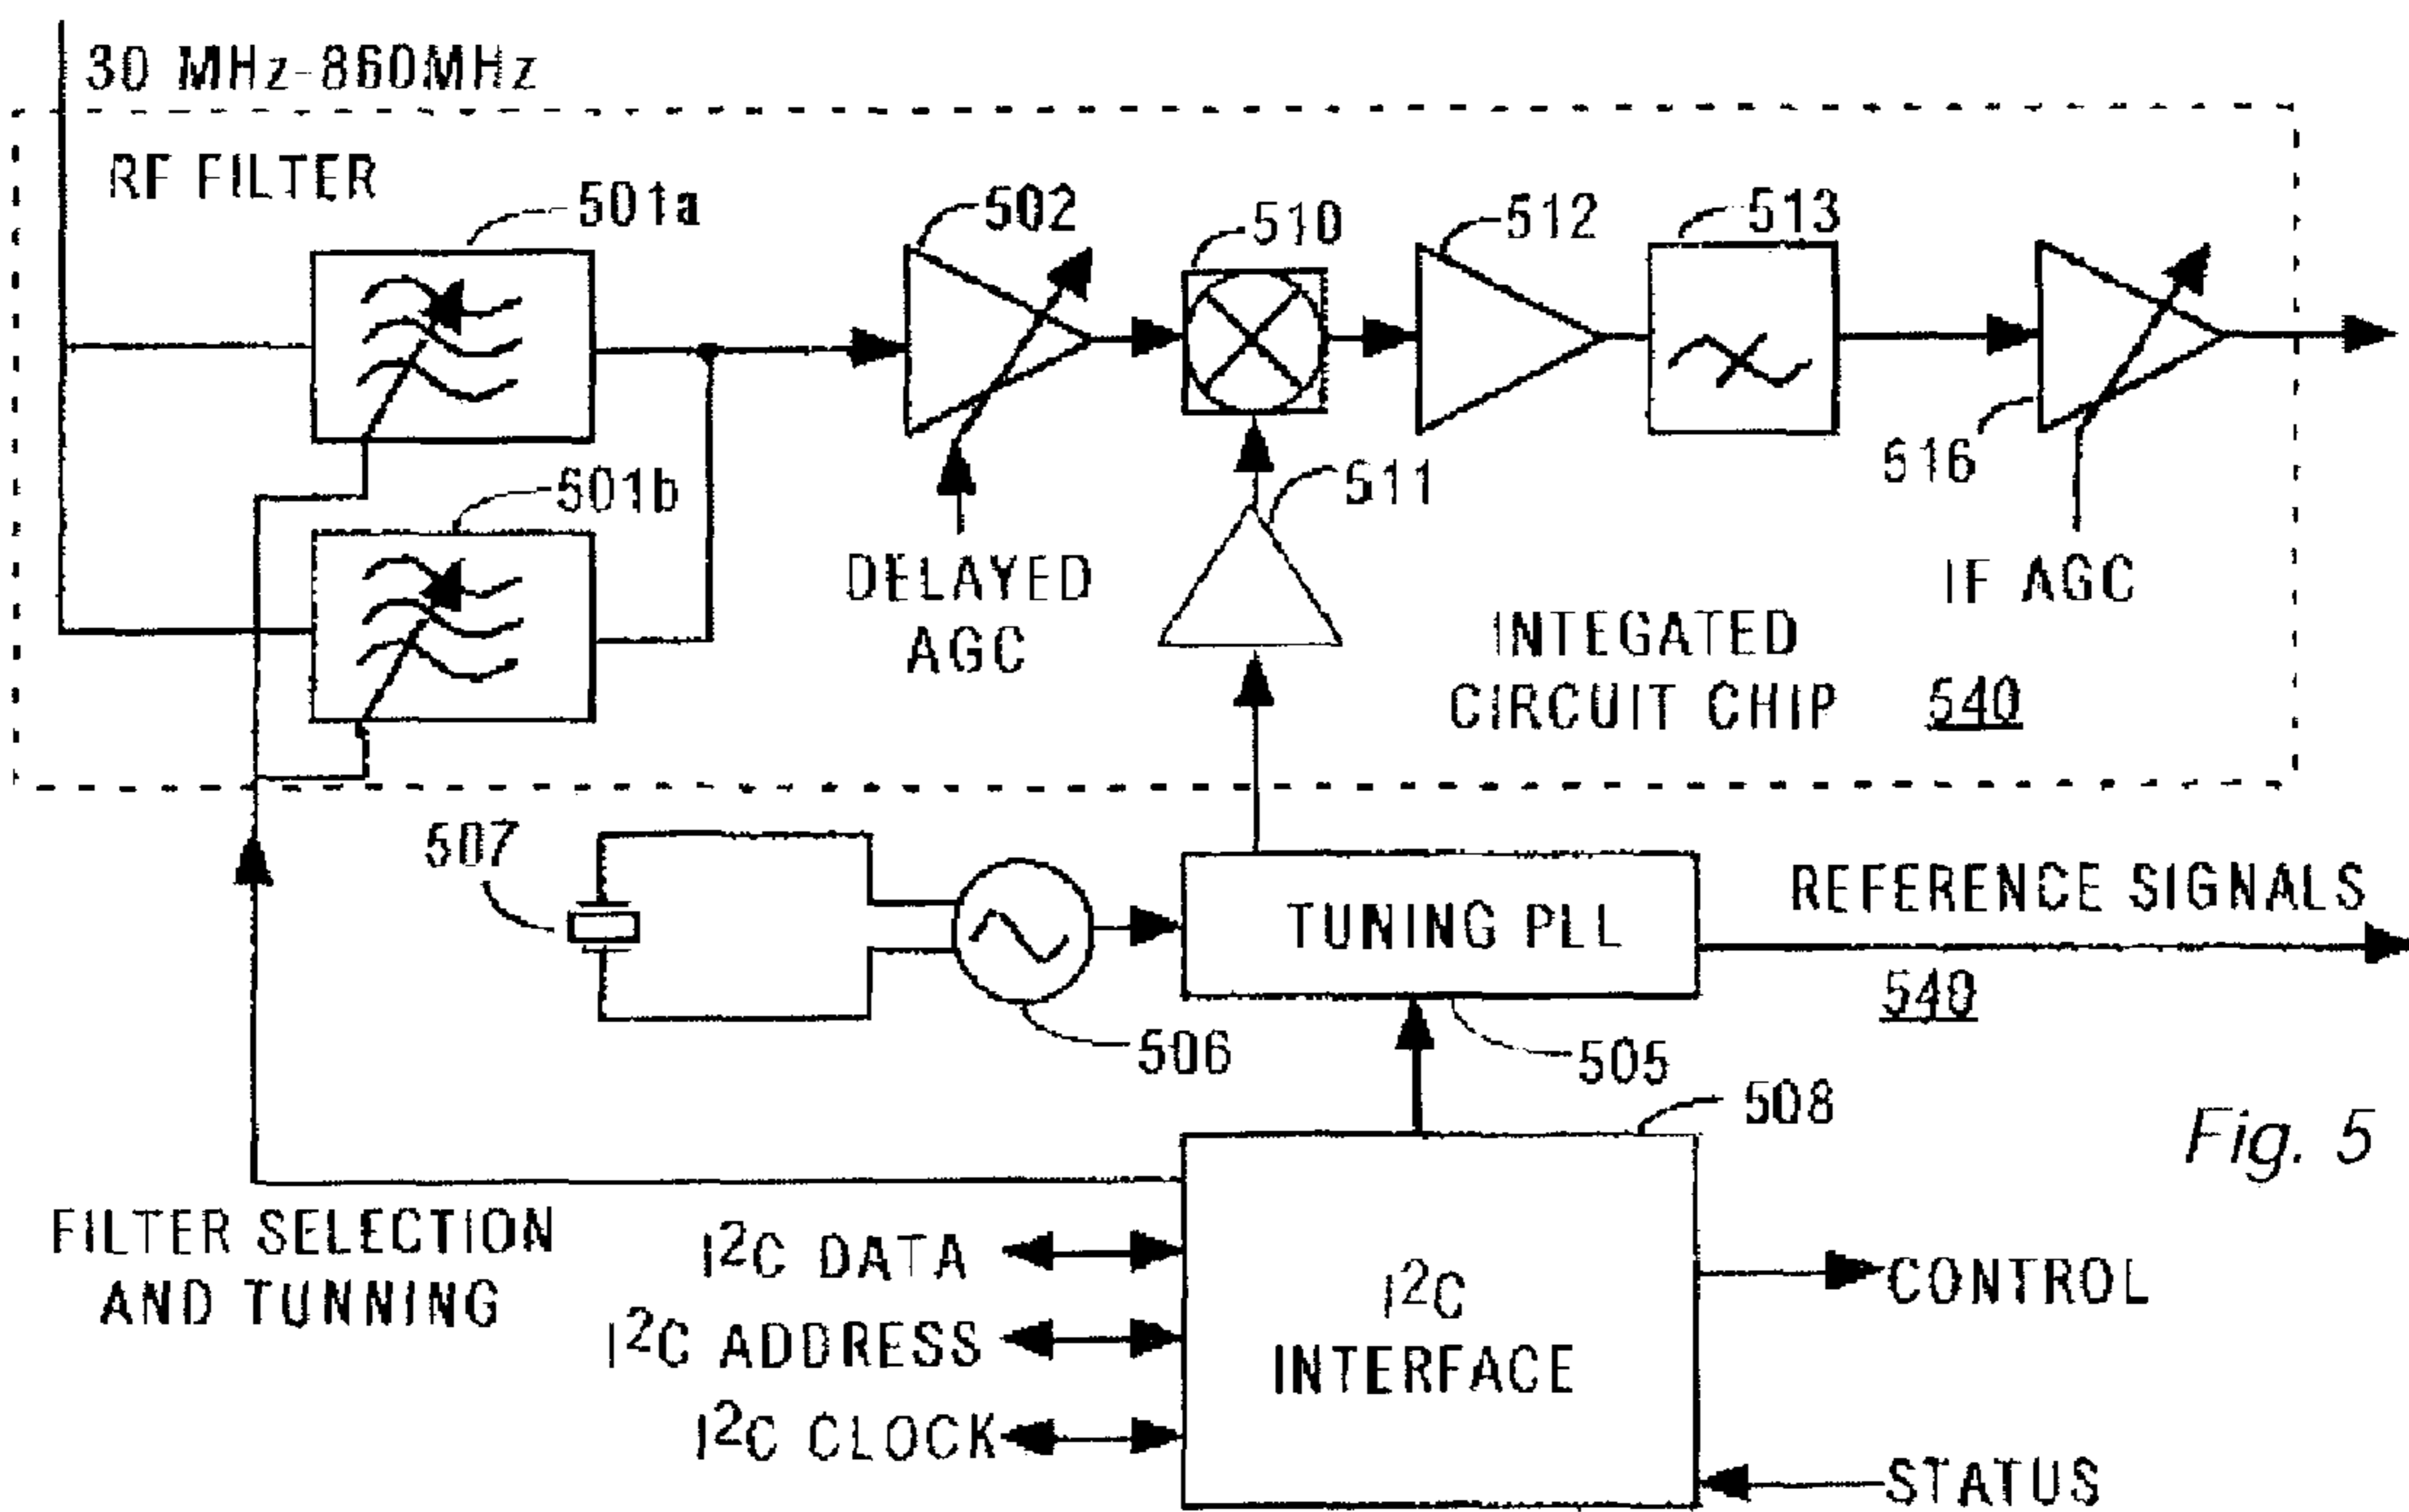 30 MHz-860MHz
RF FILTER
501a
502
510
512
513
501b
511
516
DELAYED
AGC
IF AGC
INTEGATED
CIRCUIT CHIP 540
507
TUNING PLL
REFERENCE SIGNALS
540
506
505
508
Fig. 5
FILTER SELECTION
AND TUNNING
I²C DATA
I²C ADDRESS
I²C CLOCK
I²C
INTERFACE
CONTROL
STATUS